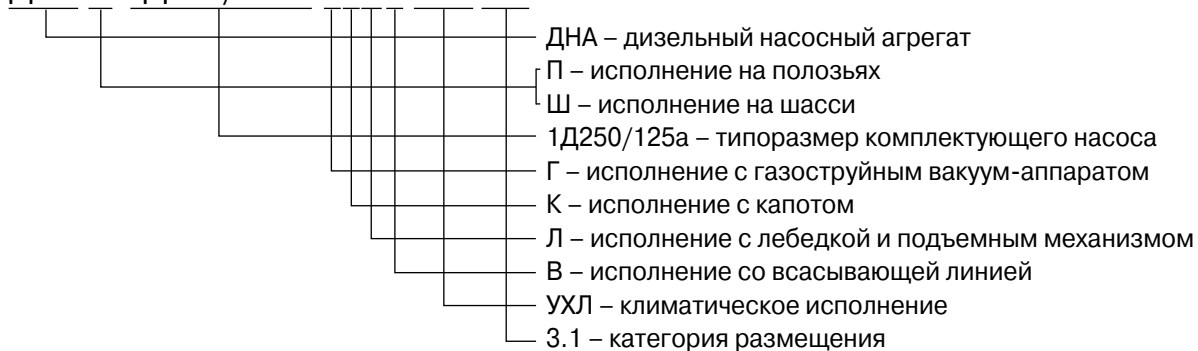 ДНА – дизельный насосный агрегат
П – исполнение на полозьях
Ш – исполнение на шасси
1Д250/125а – типоразмер комплектующего насоса
Г – исполнение с газоструйным вакуум-аппаратом
К – исполнение с капотом
Л – исполнение с лебедкой и подъемным механизмом
В – исполнение со всасывающей линией
УХЛ – климатическое исполнение
3.1 – категория размещения